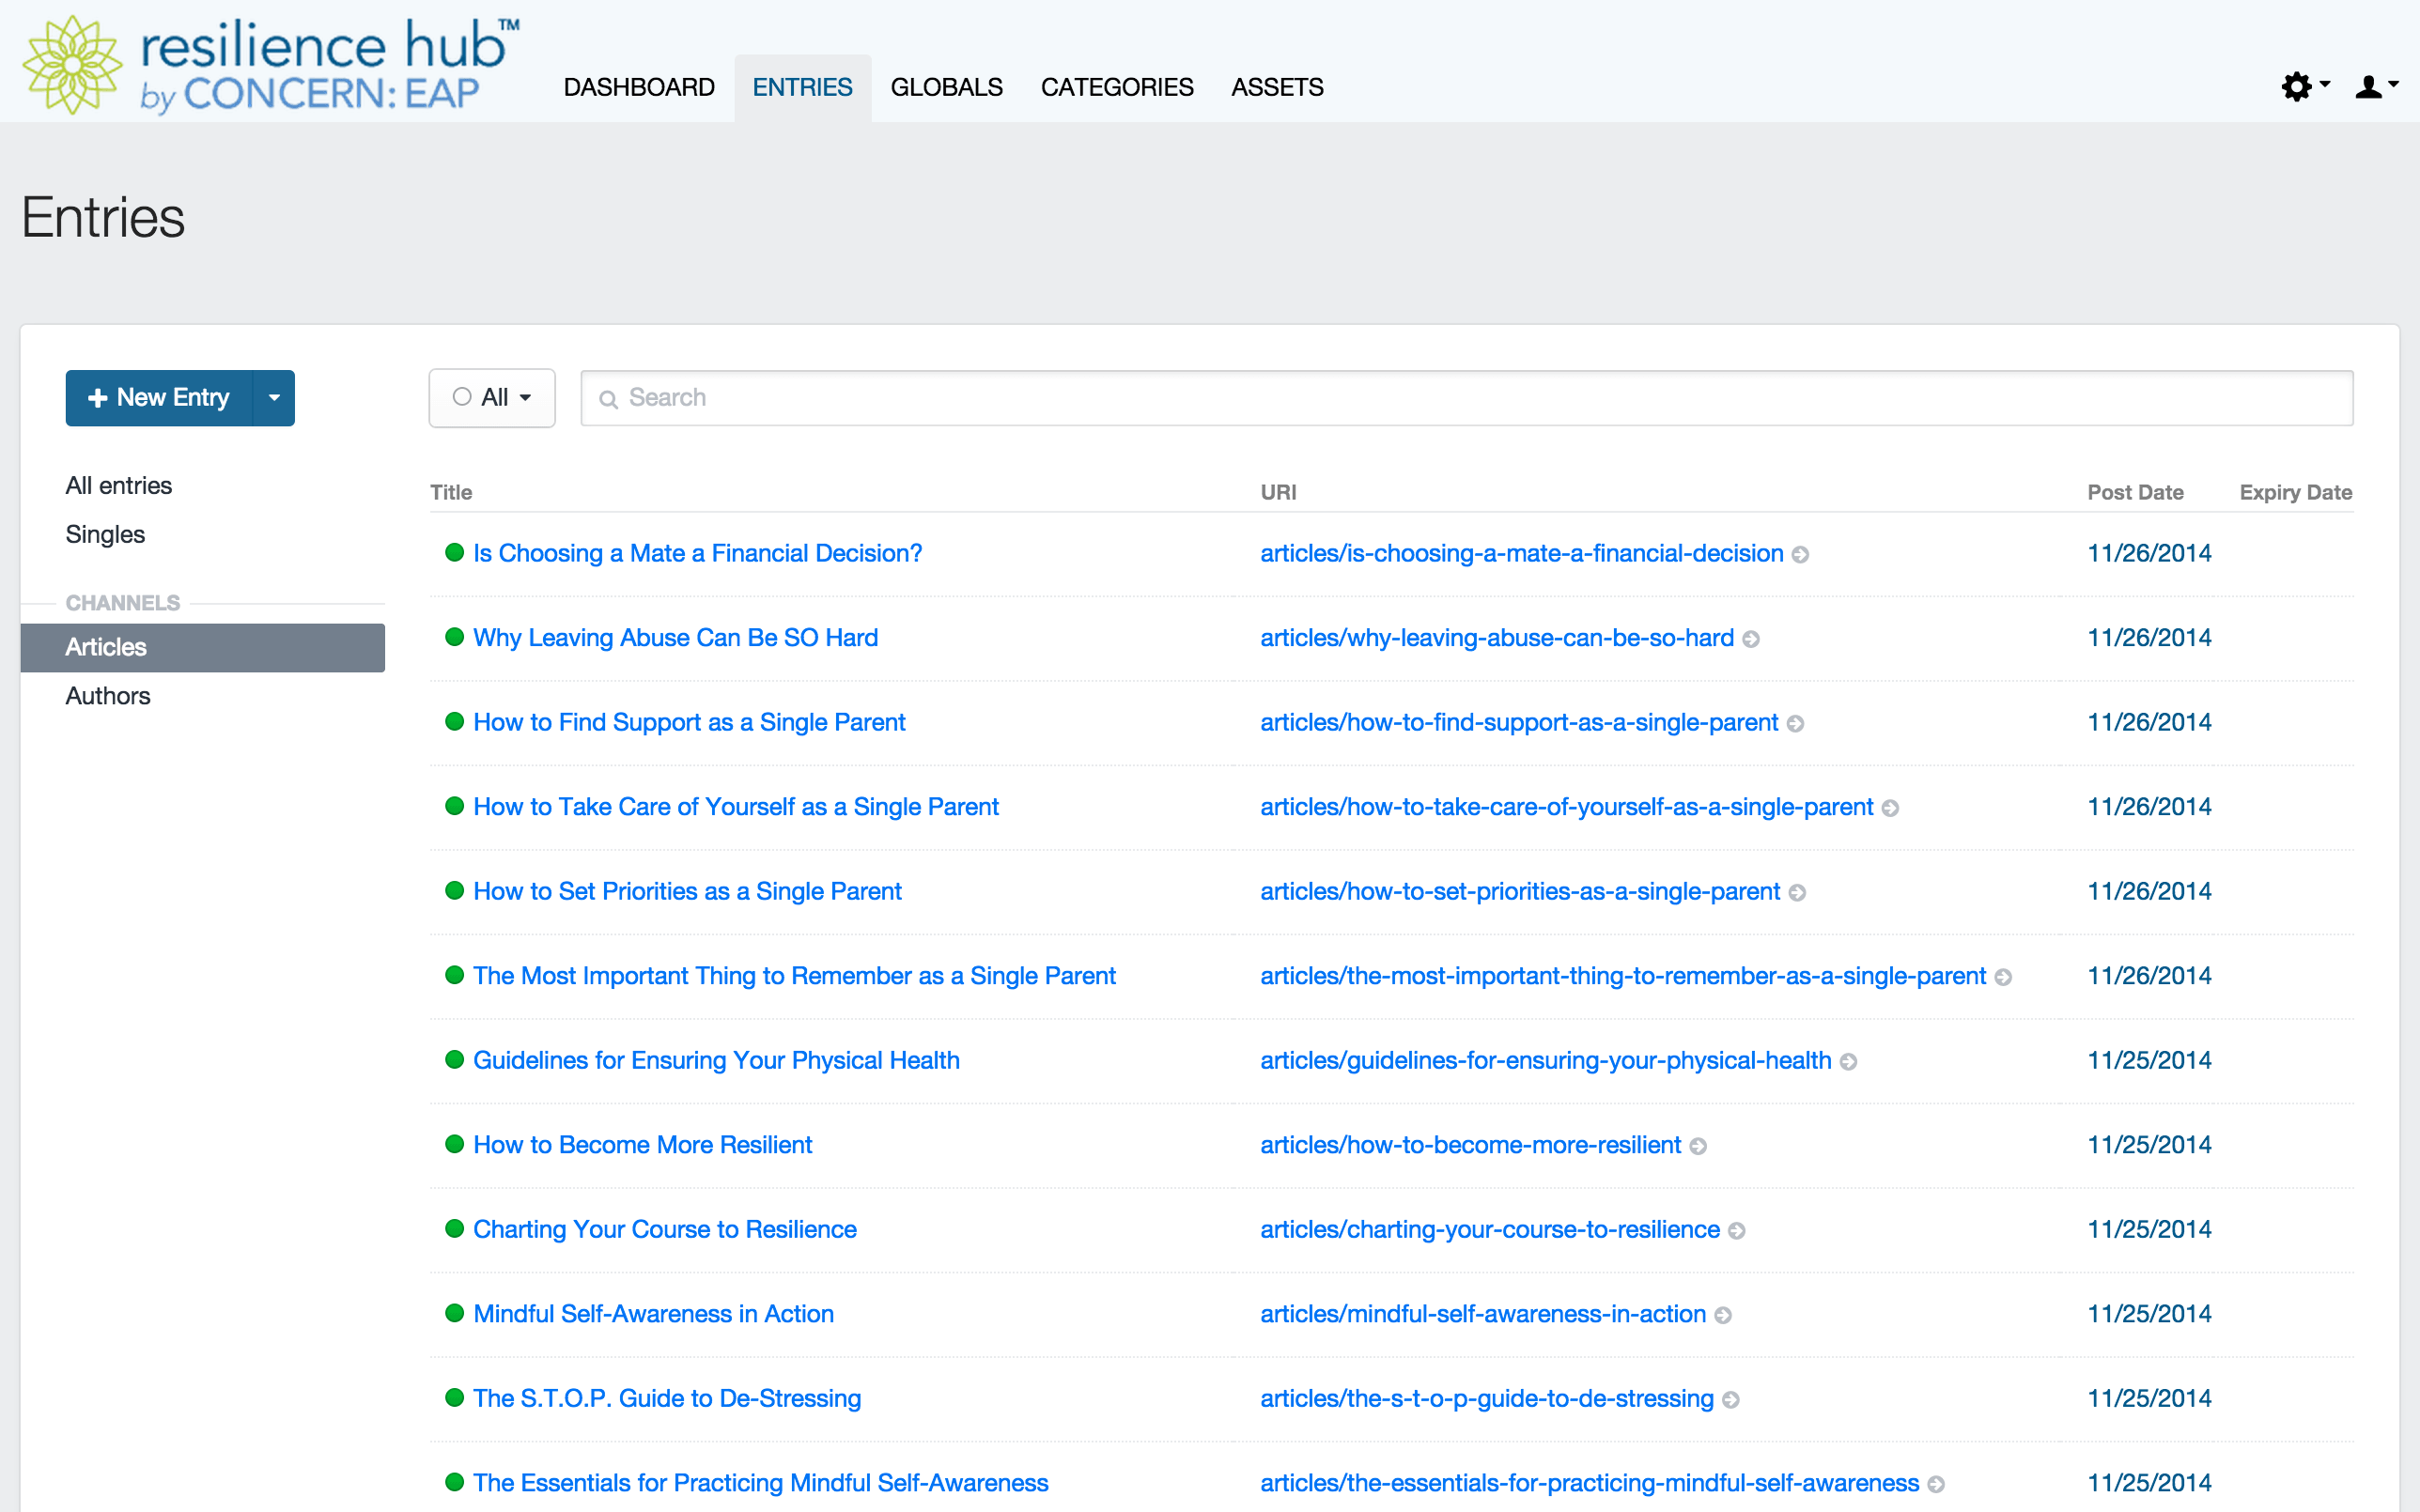 resilience hub™
by CONCERN: EAP
DASHBOARD ENTRIES GLOBALS CATEGORIES ASSETS
Entries
New Entry
All
Search
All entries
Singles
CHANNELS
Articles
Authors
Title URI Post Date Expiry Date
Is Choosing a Mate a Financial Decision? articles/is-choosing-a-mate-a-financial-decision 11/26/2014
Why Leaving Abuse Can Be SO Hard articles/why-leaving-abuse-can-be-so-hard 11/26/2014
How to Find Support as a Single Parent articles/how-to-find-support-as-a-single-parent 11/26/2014
How to Take Care of Yourself as a Single Parent articles/how-to-take-care-of-yourself-as-a-single-parent 11/26/2014
How to Set Priorities as a Single Parent articles/how-to-set-priorities-as-a-single-parent 11/26/2014
The Most Important Thing to Remember as a Single Parent articles/the-most-important-thing-to-remember-as-a-single-parent 11/26/2014
Guidelines for Ensuring Your Physical Health articles/guidelines-for-ensuring-your-physical-health 11/25/2014
How to Become More Resilient articles/how-to-become-more-resilient 11/25/2014
Charting Your Course to Resilience articles/charting-your-course-to-resilience 11/25/2014
Mindful Self-Awareness in Action articles/mindful-self-awareness-in-action 11/25/2014
The S.T.O.P. Guide to De-Stressing articles/the-s-t-o-p-guide-to-de-stressing 11/25/2014
The Essentials for Practicing Mindful Self-Awareness articles/the-essentials-for-practicing-mindful-self-awareness 11/25/2014